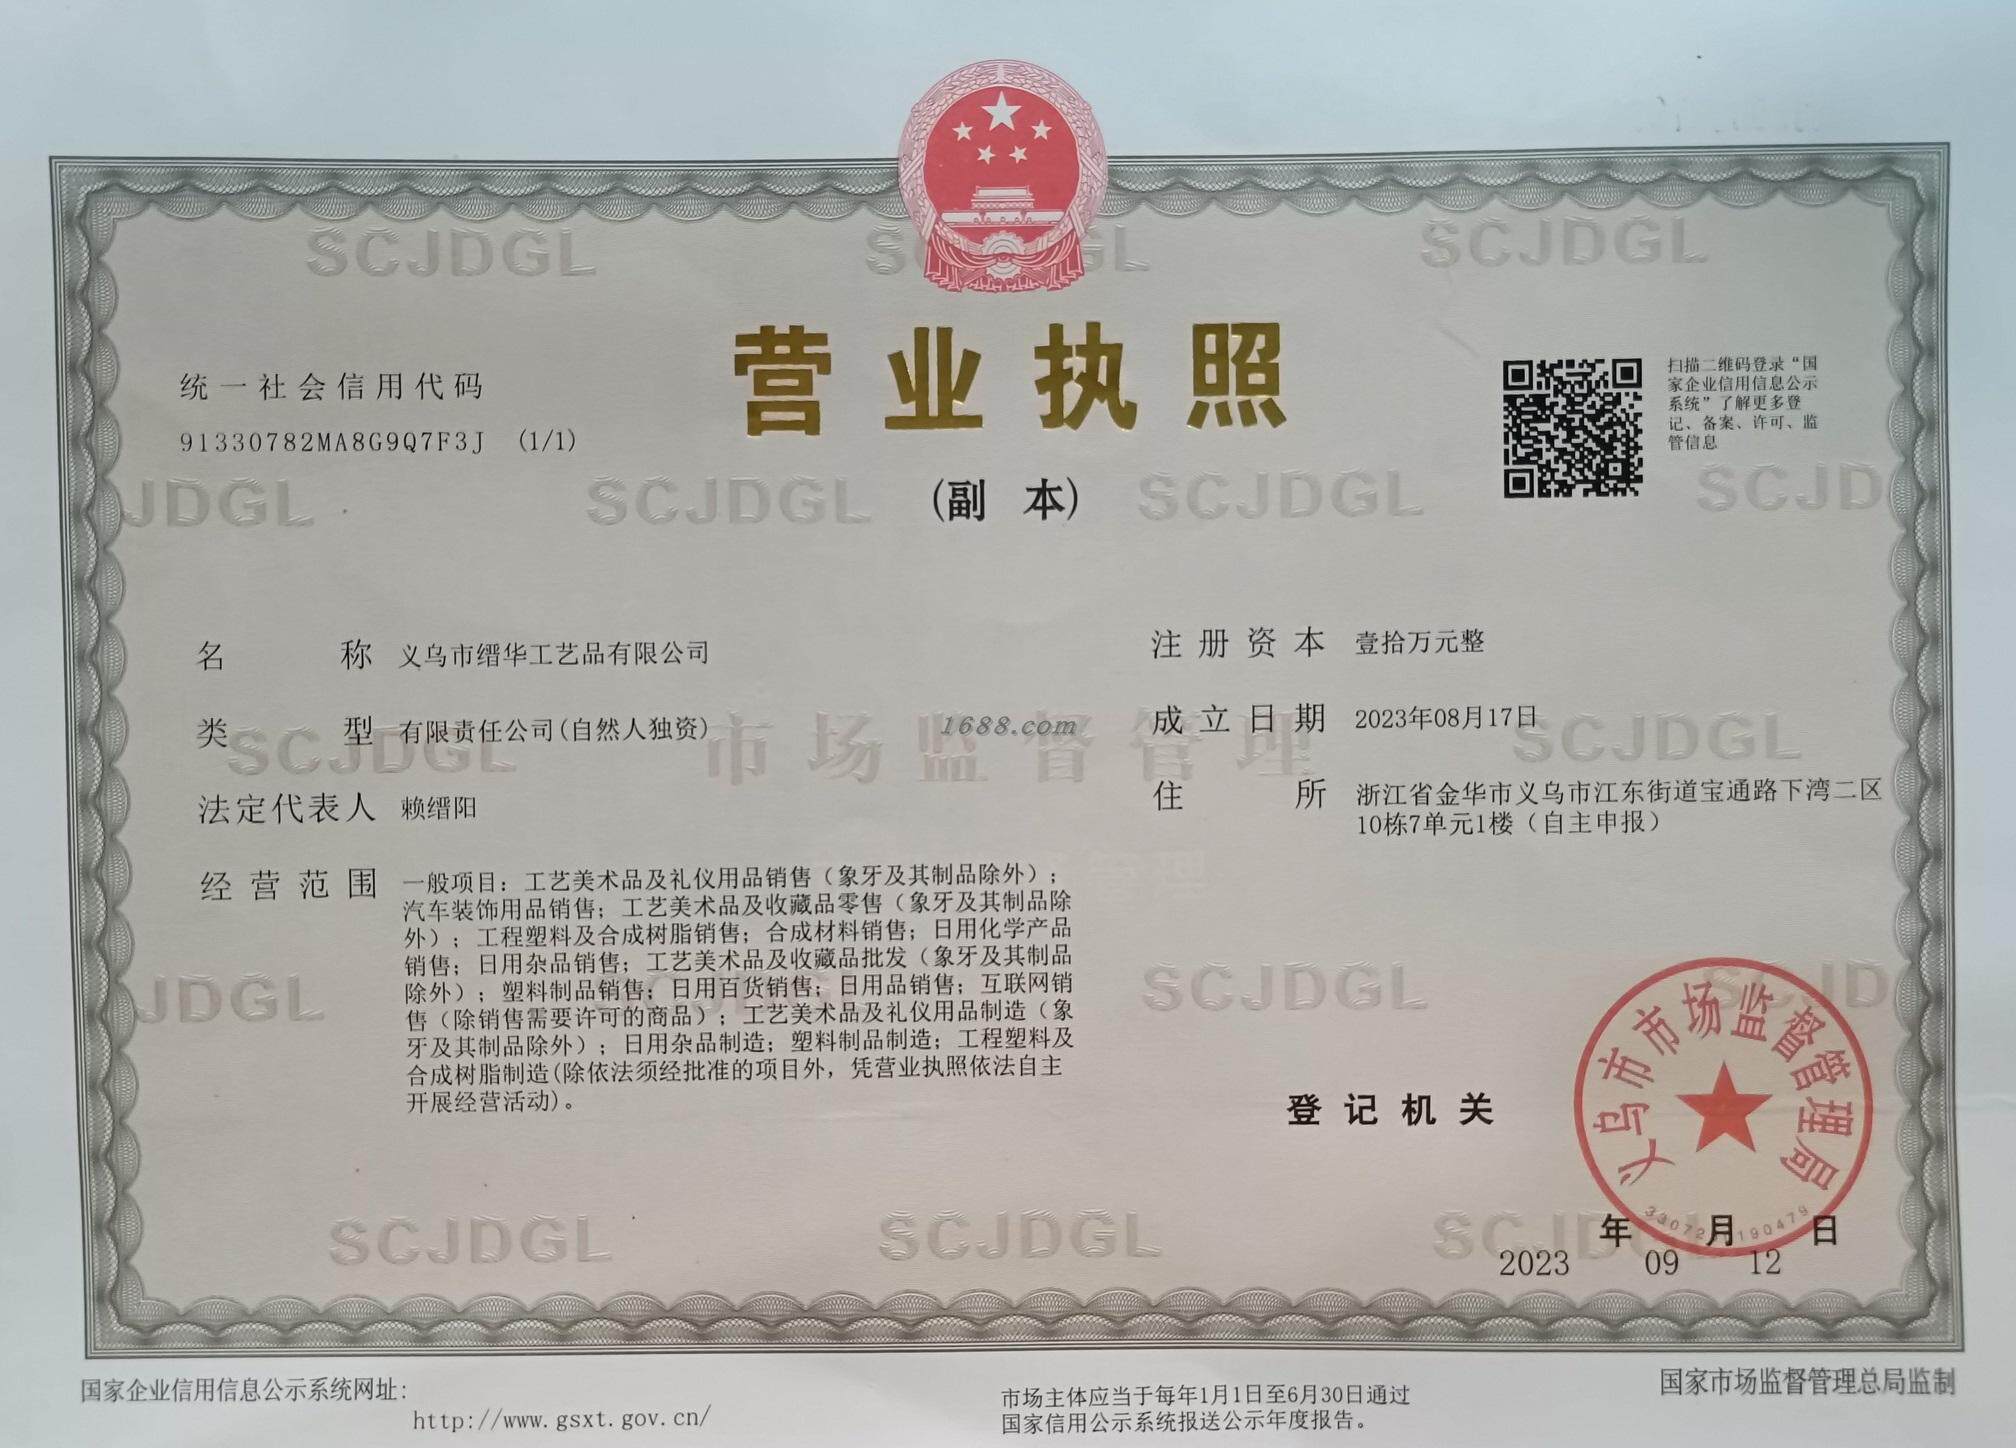 SCJDGL
SCJDGL
统一社会信用代码
91330782MA8G9Q7F3J (1/1)
营业执照
(副 本)
扫描二维码登录“国
家企业信用信息公示
系统”了解更多登
记、备案、许可、监
管信息
JDGL
SCJDGL
SCJDGL
SCJD
名 称 义乌市缙华工艺品有限公司
类 型 有限责任公司(自然人独资)
法定代表人 赖缙阳
经营范围 一般项目：工艺美术品及礼仪用品销售（象牙及其制品除外）；
汽车装饰用品销售；工艺美术品及收藏品零售（象牙及其制品除
外）；工程塑料及合成树脂销售；合成材料销售；日用化学产品
销售；日用杂品销售；工艺美术品及收藏品批发（象牙及其制品
除外）；塑料制品销售；日用百货销售；日用品销售；互联网销
售（除销售需要许可的商品）；工艺美术品及礼仪用品制造（象
牙及其制品除外）；日用杂品制造；塑料制品制造；工程塑料及
合成树脂制造(除依法须经批准的项目外，凭营业执照依法自主
开展经营活动)。
注册资本 壹拾万元整
成立日期 2023年08月17日
住 所 浙江省金华市义乌市江东街道宝通路下湾二区
10栋7单元1楼（自主申报）
市场监督管理
1688.com
SCJDGL
SCJDGL
JDGL
SCJDGL
登记机关
义乌市市场监督管理局
年 月 日
2023 09 12
SCJDGL
SCJDGL
国家企业信用信息公示系统网址：
http://www.gsxt.gov.cn/
市场主体应当于每年1月1日至6月30日通过
国家信用公示系统报送公示年度报告。
国家市场监督管理总局监制